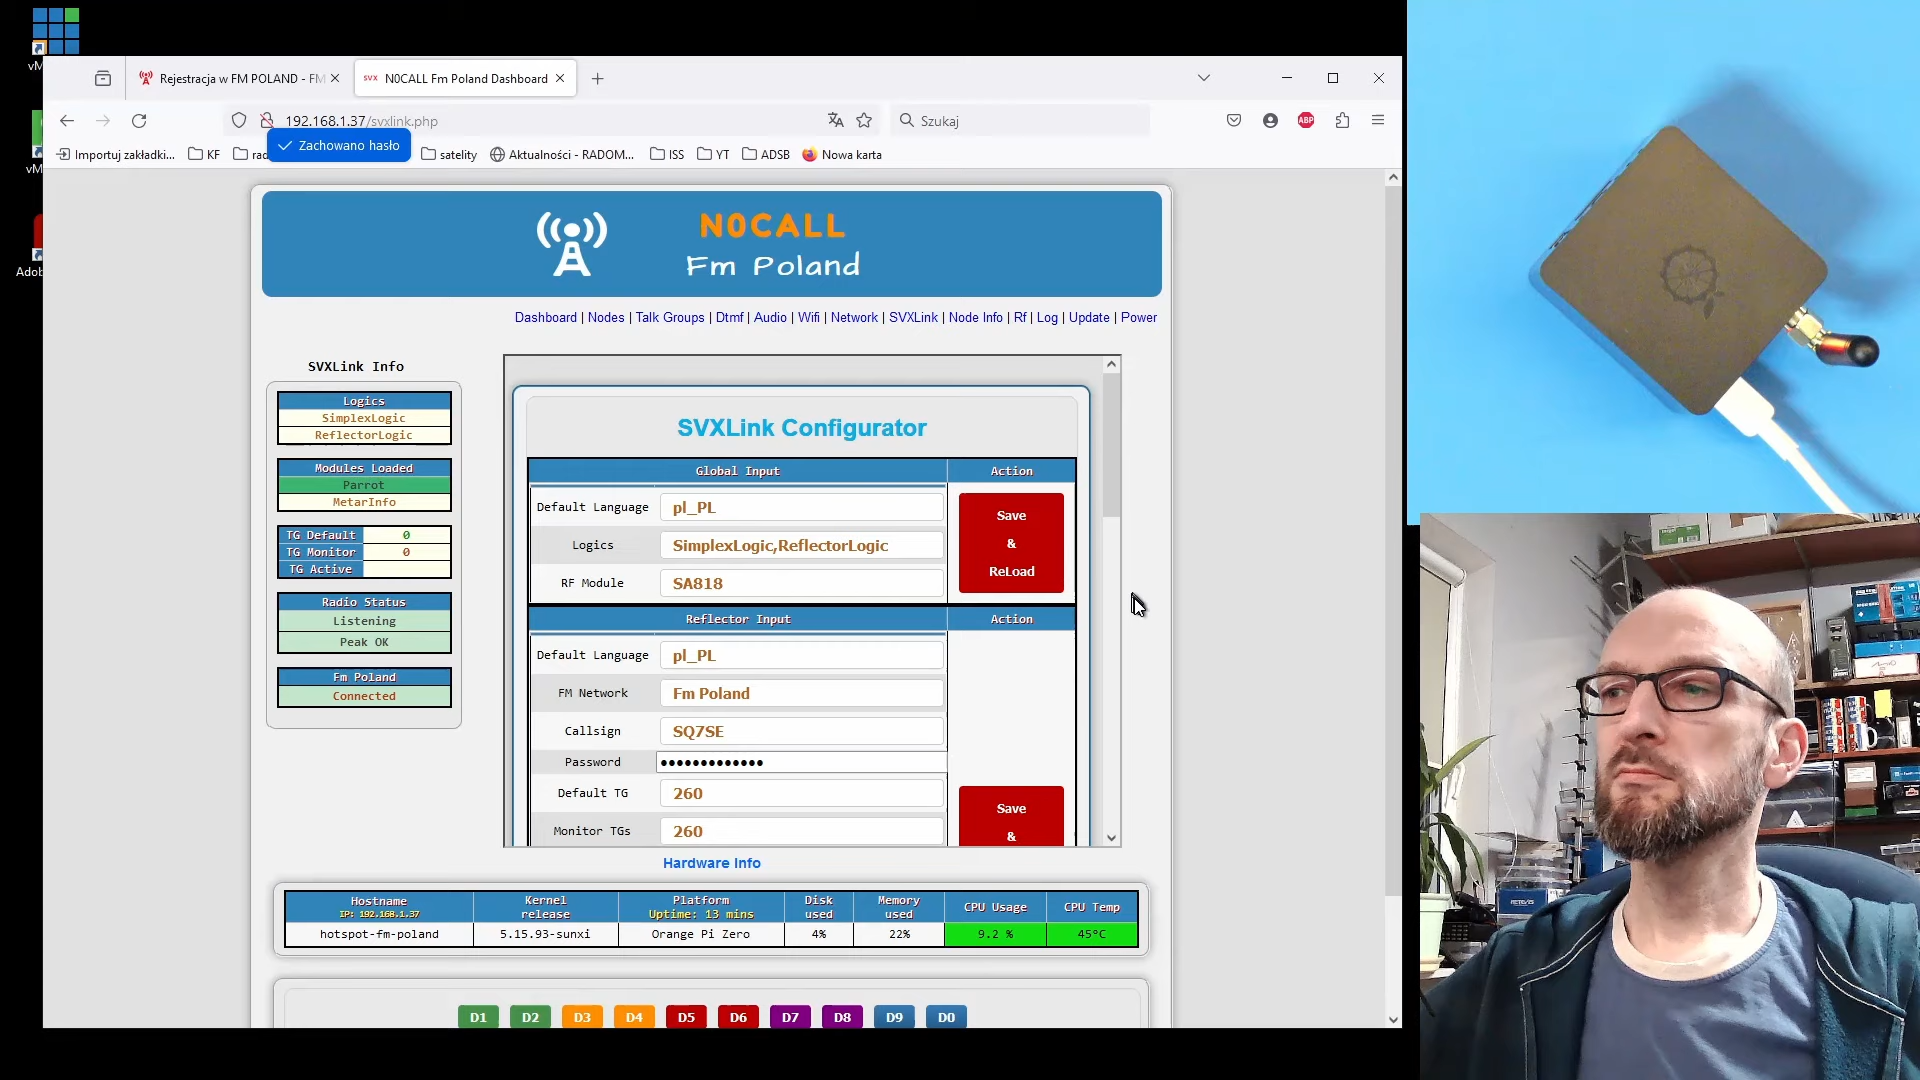 Rejestracja w FM POLAND - FM
SVX N0CALL Fm Poland Dashboard
192.168.1.37/svxlink.php
Szukaj
ABP
Zachowano hasło
Importuj zakładki...
KF
rad
satelity
Aktualności - RADOM...
ISS
YT
ADSB
Nowa karta
vM
vM
Adob
N0CALL
Fm Poland
Dashboard | Nodes | Talk Groups | Dtmf | Audio | Wifi | Network | SVXLink | Node Info | Rf | Log | Update | Power
SVXLink Info
Logics
SimplexLogic
ReflectorLogic
Modules Loaded
Parrot
MetarInfo
TG Default 0
TG Monitor 0
TG Active
Radio Status
Listening
Peak OK
Fm Poland
Connected
SVXLink Configurator
Global Input Action
Default Language pl_PL
Logics SimplexLogic,ReflectorLogic
RF Module SA818
Save
&
ReLoad
Reflector Input Action
Default Language pl_PL
FM Network Fm Poland
Callsign SQ7SE
Password •••••••••••••
Default TG 260
Monitor TGs 260
Save
&
Hardware Info
Hostname
IP: 192.168.1.37
Kernel
release
Platform
Uptime: 13 mins
Disk
used
Memory
used
CPU Usage
CPU Temp
hotspot-fm-poland 5.15.93-sunxi Orange Pi Zero 4% 22% 9.2 % 45°C
D1 D2 D3 D4 D5 D6 D7 D8 D9 D0